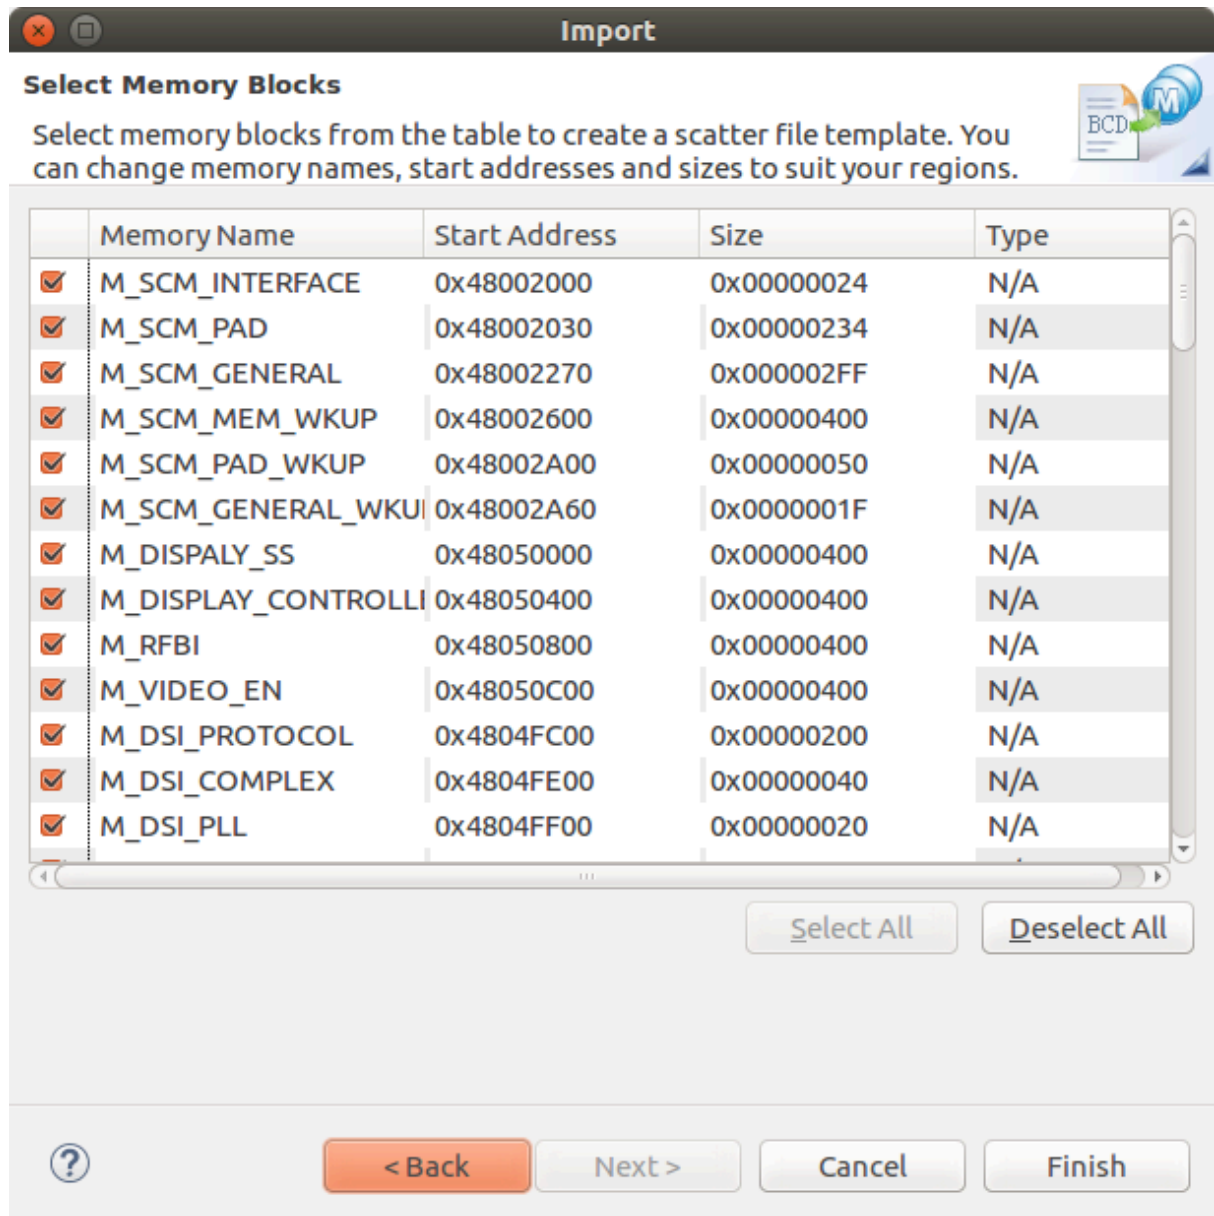 Import
Select Memory Blocks
Select memory blocks from the table to create a scatter file template. You
can change memory names, start addresses and sizes to suit your regions.
BCD M
Memory Name Start Address Size Type
M_SCM_INTERFACE 0x48002000 0x00000024 N/A
M_SCM_PAD 0x48002030 0x00000234 N/A
M_SCM_GENERAL 0x48002270 0x000002FF N/A
M_SCM_MEM_WKUP 0x48002600 0x00000400 N/A
M_SCM_PAD_WKUP 0x48002A00 0x00000050 N/A
M_SCM_GENERAL_WKU 0x48002A60 0x0000001F N/A
M_DISPALY_SS 0x48050000 0x00000400 N/A
M_DISPLAY_CONTROLL 0x48050400 0x00000400 N/A
M_RFBI 0x48050800 0x00000400 N/A
M_VIDEO_EN 0x48050C00 0x00000400 N/A
M_DSI_PROTOCOL 0x4804FC00 0x00000200 N/A
M_DSI_COMPLEX 0x4804FE00 0x00000040 N/A
M_DSI_PLL 0x4804FF00 0x00000020 N/A
Select All Deselect All
? < Back Next > Cancel Finish